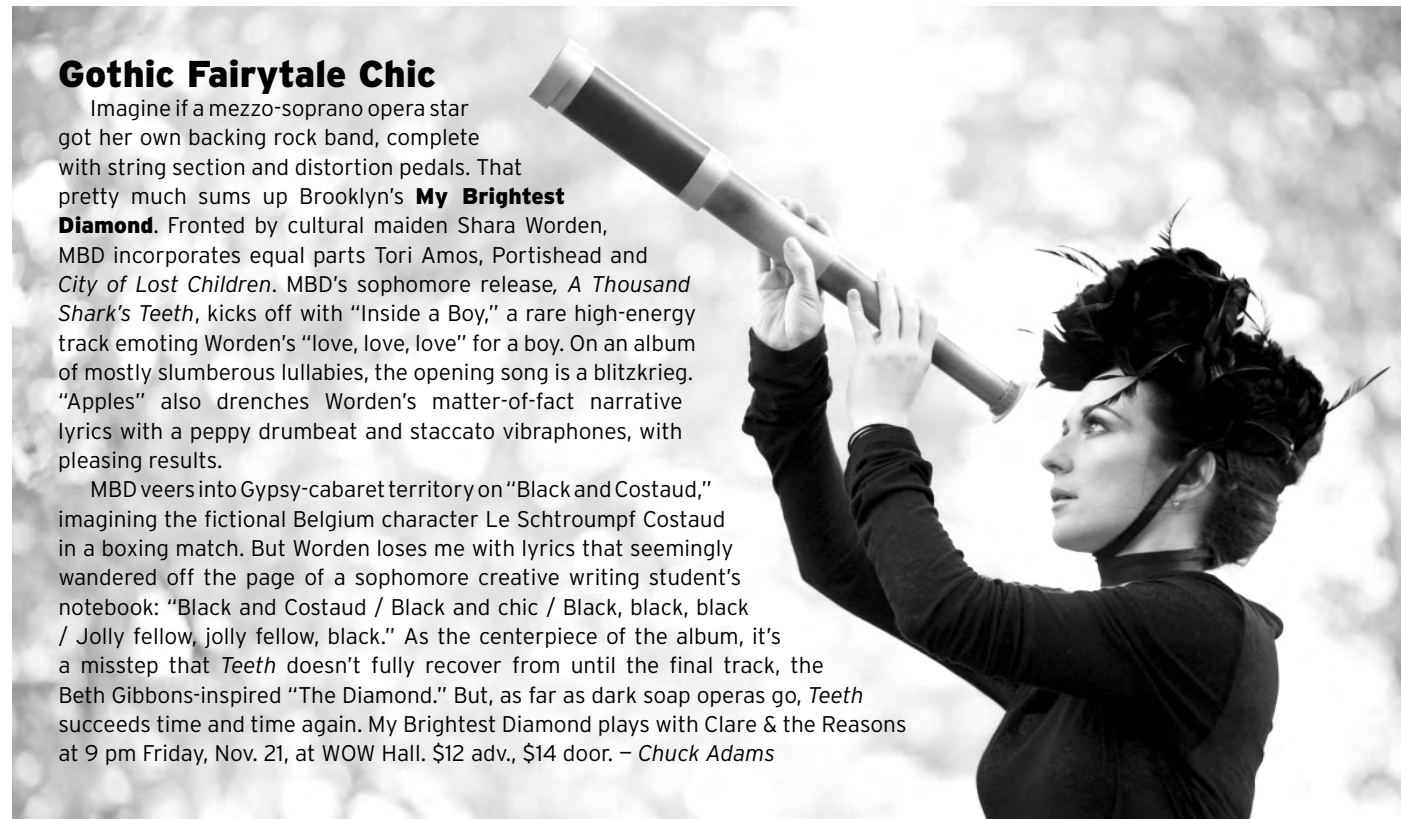 Gothic Fairytale Chic
Imagine if a mezzo-soprano opera star
got her own backing rock band, complete
with string section and distortion pedals. That
pretty much sums up Brooklyn’s My Brightest
Diamond. Fronted by cultural maiden Shara Worden,
MBD incorporates equal parts Tori Amos, Portishead and
City of Lost Children. MBD’s sophomore release, A Thousand
Shark’s Teeth, kicks off with “Inside a Boy,” a rare high-energy
track emoting Worden’s “love, love, love” for a boy. On an album
of mostly slumberous lullabies, the opening song is a blitzkrieg.
“Apples” also drenches Worden’s matter-of-fact narrative
lyrics with a peppy drumbeat and staccato vibraphones, with
pleasing results.
MBD veers into Gypsy-cabaret territory on “Black and Costaud,”
imagining the fictional Belgium character Le Schtroumpf Costaud
in a boxing match. But Worden loses me with lyrics that seemingly
wandered off the page of a sophomore creative writing student’s
notebook: “Black and Costaud / Black and chic / Black, black, black
/ Jolly fellow, jolly fellow, black.” As the centerpiece of the album, it’s
a misstep that Teeth doesn’t fully recover from until the final track, the
Beth Gibbons-inspired “The Diamond.” But, as far as dark soap operas go, Teeth
succeeds time and time again. My Brightest Diamond plays with Clare & the Reasons
at 9 pm Friday, Nov. 21, at WOW Hall. $12 adv., $14 door. — Chuck Adams